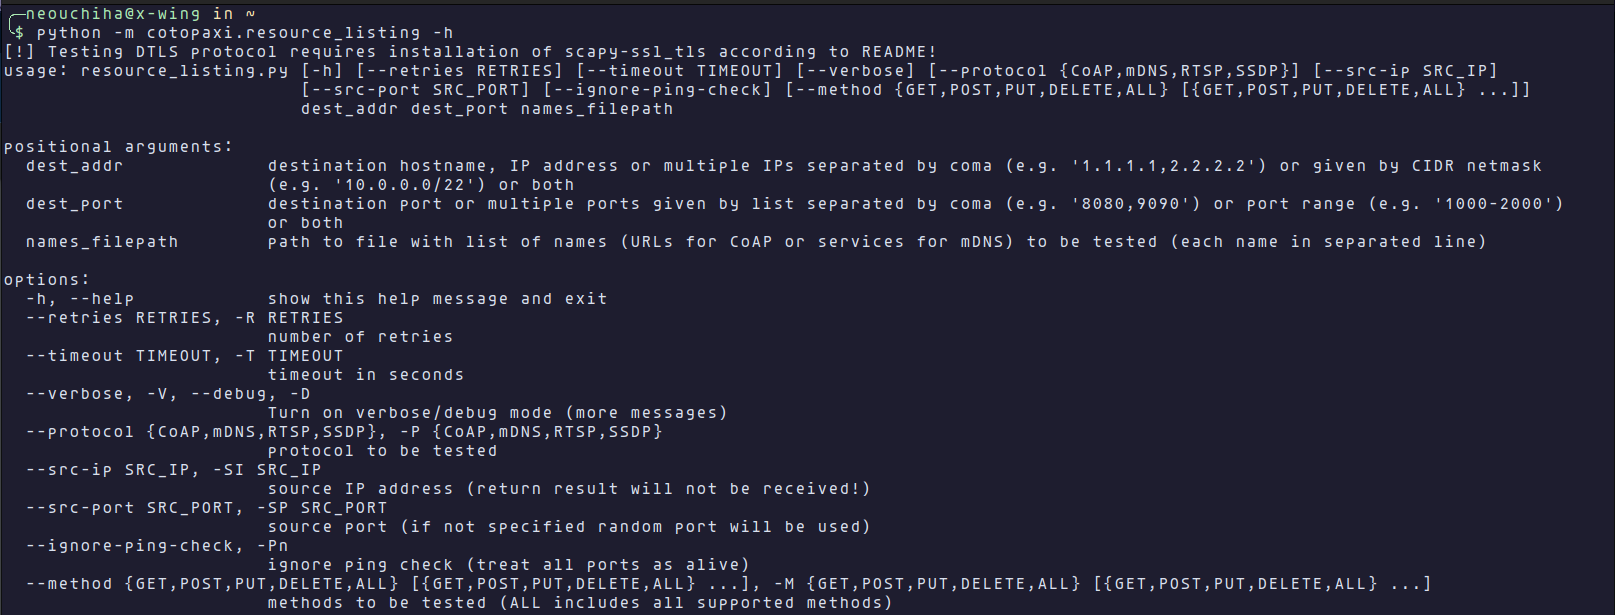 ╭─neouchiha@x-wing in ~
╰$ python -m cotopaxi.resource_listing -h
[!] Testing DTLS protocol requires installation of scapy-ssl_tls according to README!
usage: resource_listing.py [-h] [--retries RETRIES] [--timeout TIMEOUT] [--verbose] [--protocol {CoAP,mDNS,RTSP,SSDP}] [--src-ip SRC_IP]
                           [--src-port SRC_PORT] [--ignore-ping-check] [--method {GET,POST,PUT,DELETE,ALL} [{GET,POST,PUT,DELETE,ALL} ...]]
                           dest_addr dest_port names_filepath

positional arguments:
  dest_addr             destination hostname, IP address or multiple IPs separated by coma (e.g. '1.1.1.1,2.2.2.2') or given by CIDR netmask
                        (e.g. '10.0.0.0/22') or both
  dest_port             destination port or multiple ports given by list separated by coma (e.g. '8080,9090') or port range (e.g. '1000-2000')
                        or both
  names_filepath        path to file with list of names (URLs for CoAP or services for mDNS) to be tested (each name in separated line)

options:
  -h, --help            show this help message and exit
  --retries RETRIES, -R RETRIES
                        number of retries
  --timeout TIMEOUT, -T TIMEOUT
                        timeout in seconds
  --verbose, -V, --debug, -D
                        Turn on verbose/debug mode (more messages)
  --protocol {CoAP,mDNS,RTSP,SSDP}, -P {CoAP,mDNS,RTSP,SSDP}
                        protocol to be tested
  --src-ip SRC_IP, -SI SRC_IP
                        source IP address (return result will not be received!)
  --src-port SRC_PORT, -SP SRC_PORT
                        source port (if not specified random port will be used)
  --ignore-ping-check, -Pn
                        ignore ping check (treat all ports as alive)
  --method {GET,POST,PUT,DELETE,ALL} [{GET,POST,PUT,DELETE,ALL} ...], -M {GET,POST,PUT,DELETE,ALL} [{GET,POST,PUT,DELETE,ALL} ...]
                        methods to be tested (ALL includes all supported methods)